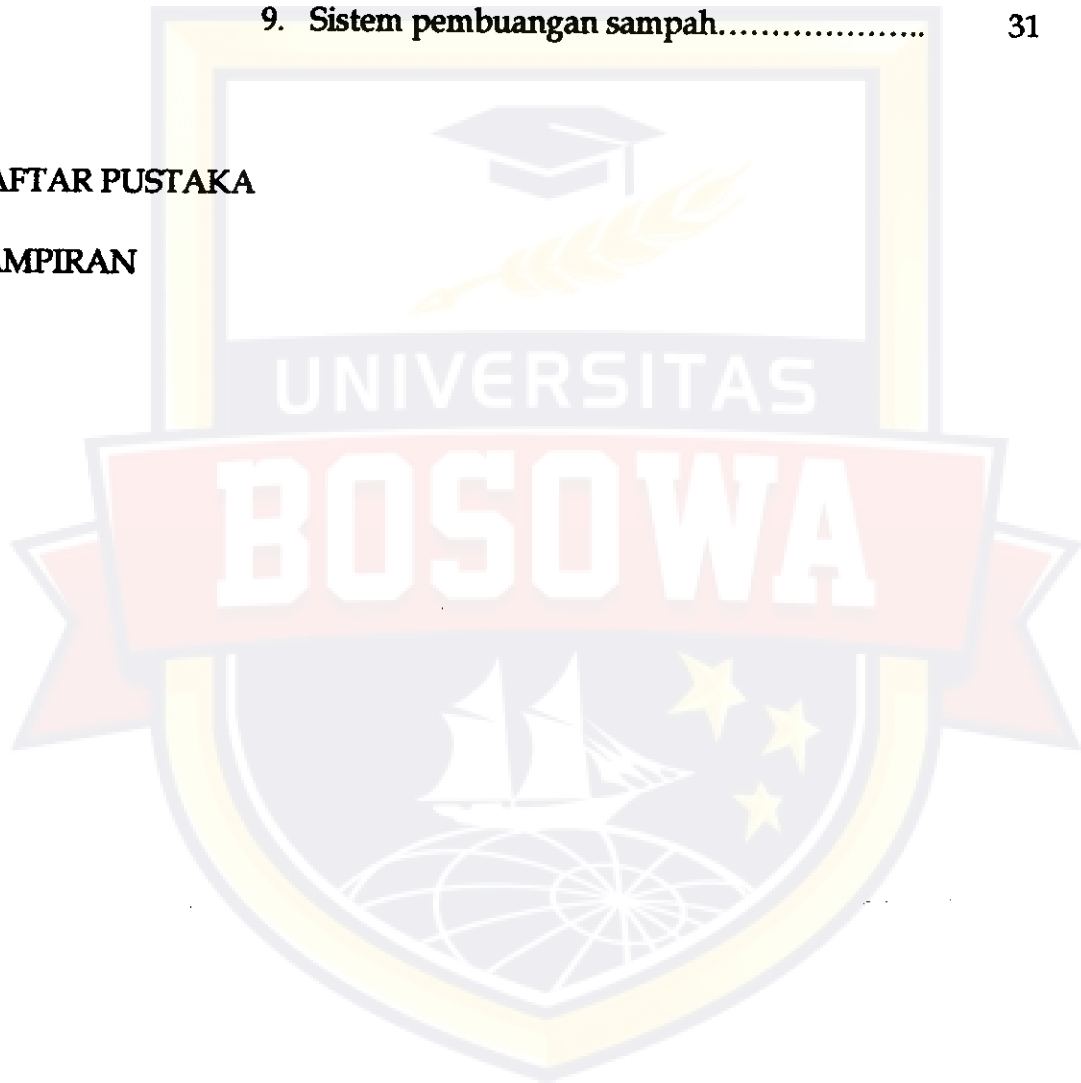 9. Sistem pembuangan sampah.................... 31
AFTAR PUSTAKA
AMPIRAN
UNIVERSITAS
BOSOWA